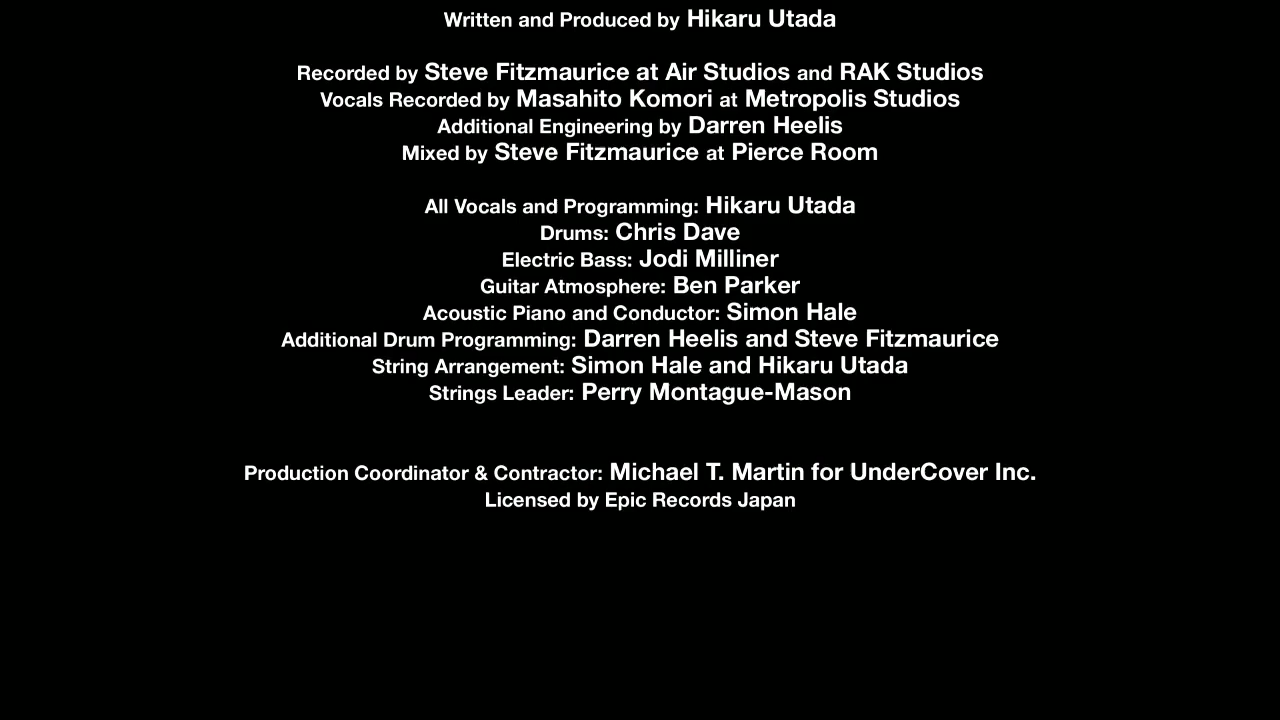 Written and Produced by Hikaru Utada
Recorded by Steve Fitzmaurice at Air Studios and RAK Studios
Vocals Recorded by Masahito Komori at Metropolis Studios
Additional Engineering by Darren Heelis
Mixed by Steve Fitzmaurice at Pierce Room
All Vocals and Programming: Hikaru Utada
Drums: Chris Dave
Electric Bass: Jodi Milliner
Guitar Atmosphere: Ben Parker
Acoustic Piano and Conductor: Simon Hale
Additional Drum Programming: Darren Heelis and Steve Fitzmaurice
String Arrangement: Simon Hale and Hikaru Utada
Strings Leader: Perry Montague-Mason
Production Coordinator & Contractor: Michael T. Martin for UnderCover Inc.
Licensed by Epic Records Japan